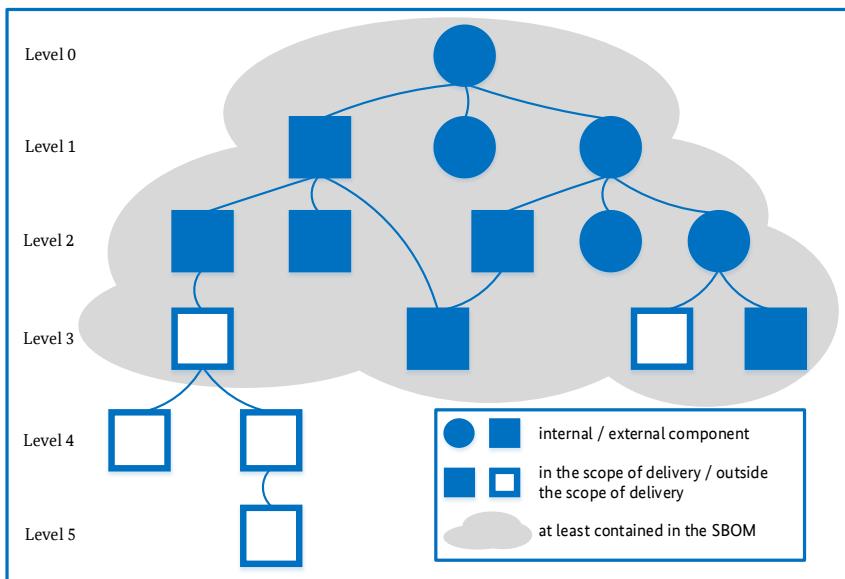 Level 0
Level 1
Level 2
Level 3
Level 4
Level 5
internal / external component
in the scope of delivery / outside
the scope of delivery
at least contained in the SBOM